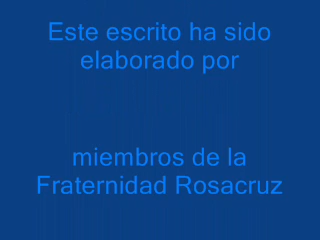 Este escrito ha sido
elaborado por
miembros de la
Fraternidad Rosacruz